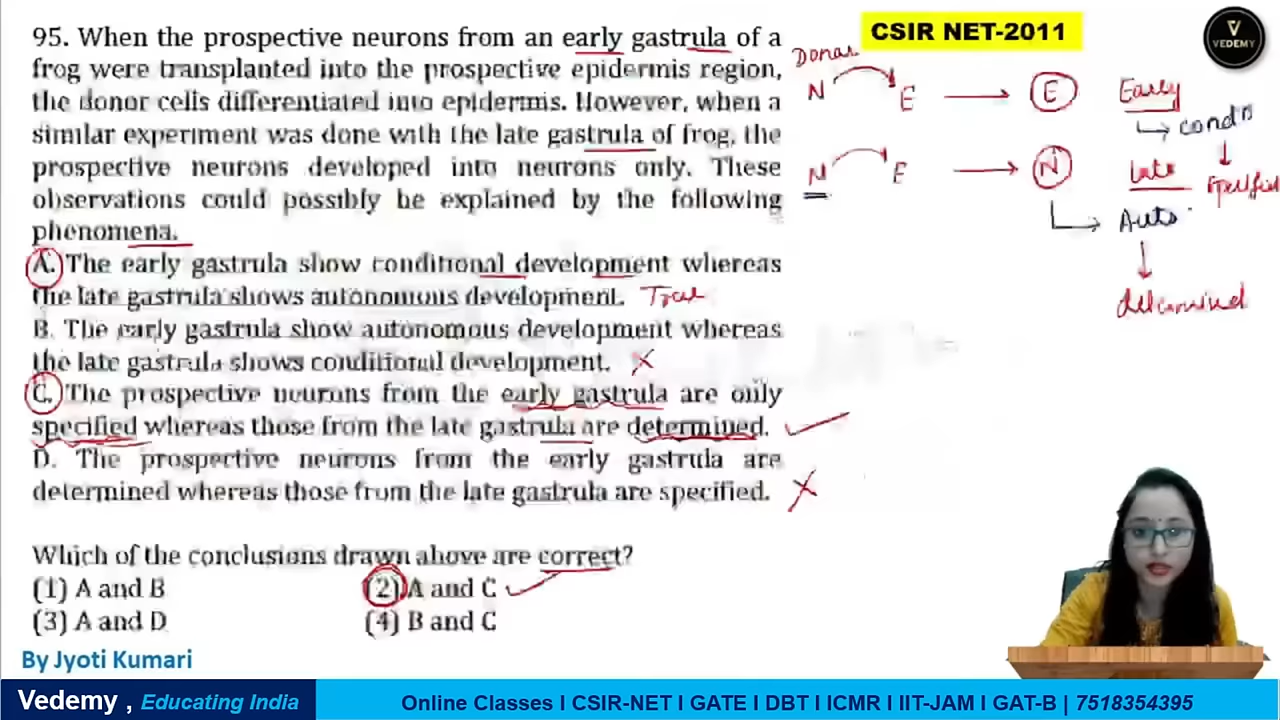 95. When the prospective neurons from an early gastrula of a
frog were transplanted into the prospective epidermis region,
the donor cells differentiated into epidermis. However, when a
similar experiment was done with the late gastrula of frog, the
prospective neurons developed into neurons only. These
observations could possibly be explained by the following
phenomena.
A. The early gastrula show conditional development whereas
the late gastrula shows autonomous development. True
B. The early gastrula show autonomous development whereas
the late gastrula shows conditional development. X
C. The prospective neurons from the early gastrula are only
specified whereas those from the late gastrula are determined.
D. The prospective neurons from the early gastrula are
determined whereas those from the late gastrula are specified. X
Which of the conclusions drawn above are correct?
(1) A and B (2) A and C
(3) A and D (4) B and C
By Jyoti Kumari
CSIR NET-2011
V
VEDEMY
Donar
N E E Early
N E N late
Auto
determined
Vedemy , Educating India
Online Classes I CSIR-NET I GATE I DBT I ICMR I IIT-JAM I GAT-B | 7518354395